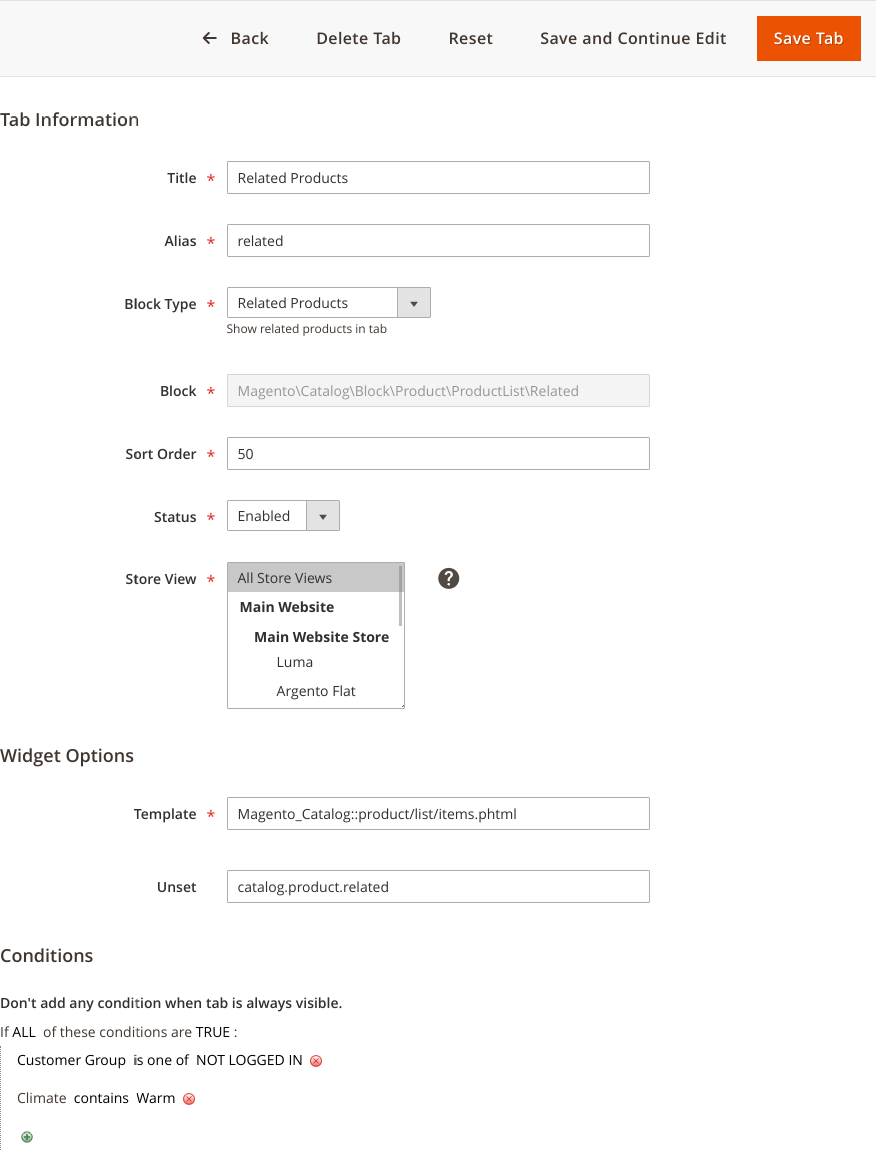 ← Back Delete Tab Reset Save and Continue Edit Save Tab
Tab Information
Title * Related Products
Alias * related
Block Type * Related Products
Show related products in tab
Block * Magento\Catalog\Block\Product\ProductList\Related
Sort Order * 50
Status * Enabled
Store View * All Store Views ?
Main Website
Main Website Store
Luma
Argento Flat
Widget Options
Template * Magento_Catalog::product/list/items.phtml
Unset catalog.product.related
Conditions
Don't add any condition when tab is always visible.
If ALL of these conditions are TRUE :
Customer Group is one of NOT LOGGED IN
Climate contains Warm